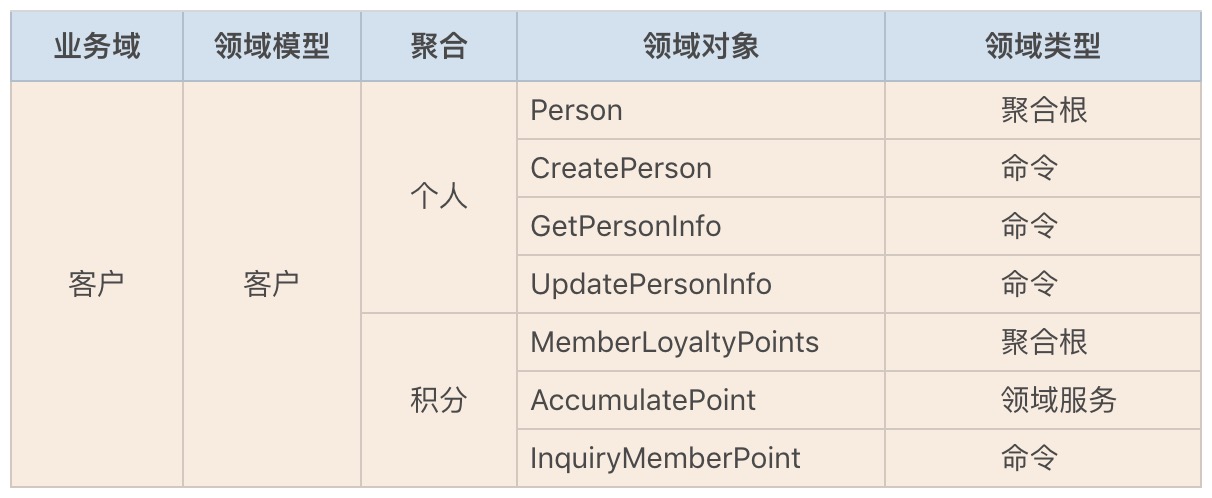 业务域 领域模型 聚合 领域对象 领域类型
客户 客户 个人 Person 聚合根
CreatePerson 命令
GetPersonInfo 命令
UpdatePersonInfo 命令
积分 MemberLoyaltyPoints 聚合根
AccumulatePoint 领域服务
InquiryMemberPoint 命令